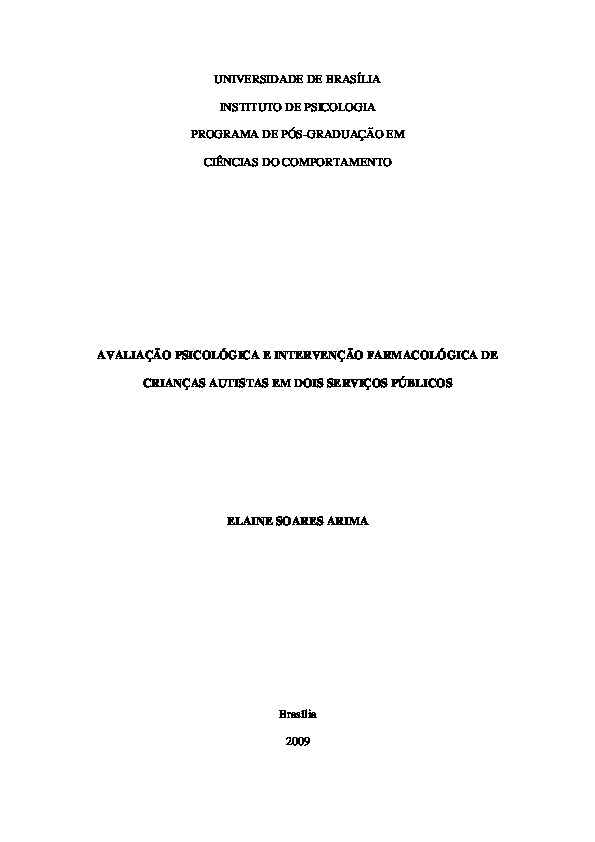 UNIVERSIDADE DE BRASÍLIA
INSTITUTO DE PSICOLOGIA
PROGRAMA DE PÓS-GRADUAÇÃO EM
CIÊNCIAS DO COMPORTAMENTO
AVALIAÇÃO PSICOLÓGICA E INTERVENÇÃO FARMACOLÓGICA DE
CRIANÇAS AUTISTAS EM DOIS SERVIÇOS PÚBLICOS
ELAINE SOARES ARIMA
Brasília
2009